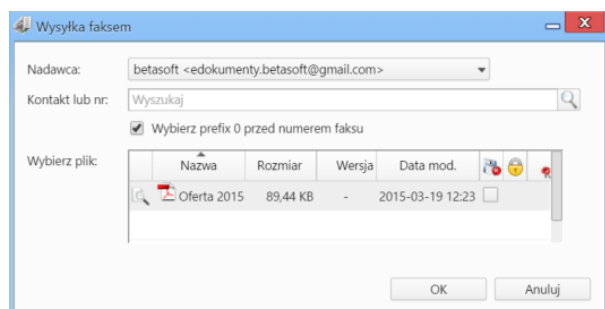 Wysyłka faksem
Nadawca: betasoft <edokumenty.betasoft@gmail.com>
Kontakt lub nr: Wyszukaj
Wybierz prefix 0 przed numerem faksu
Wybierz plik: Nazwa Rozmiar Wersja Data mod.
Oferta 2015 89,44 KB - 2015-03-19 12:23
OK Anuluj